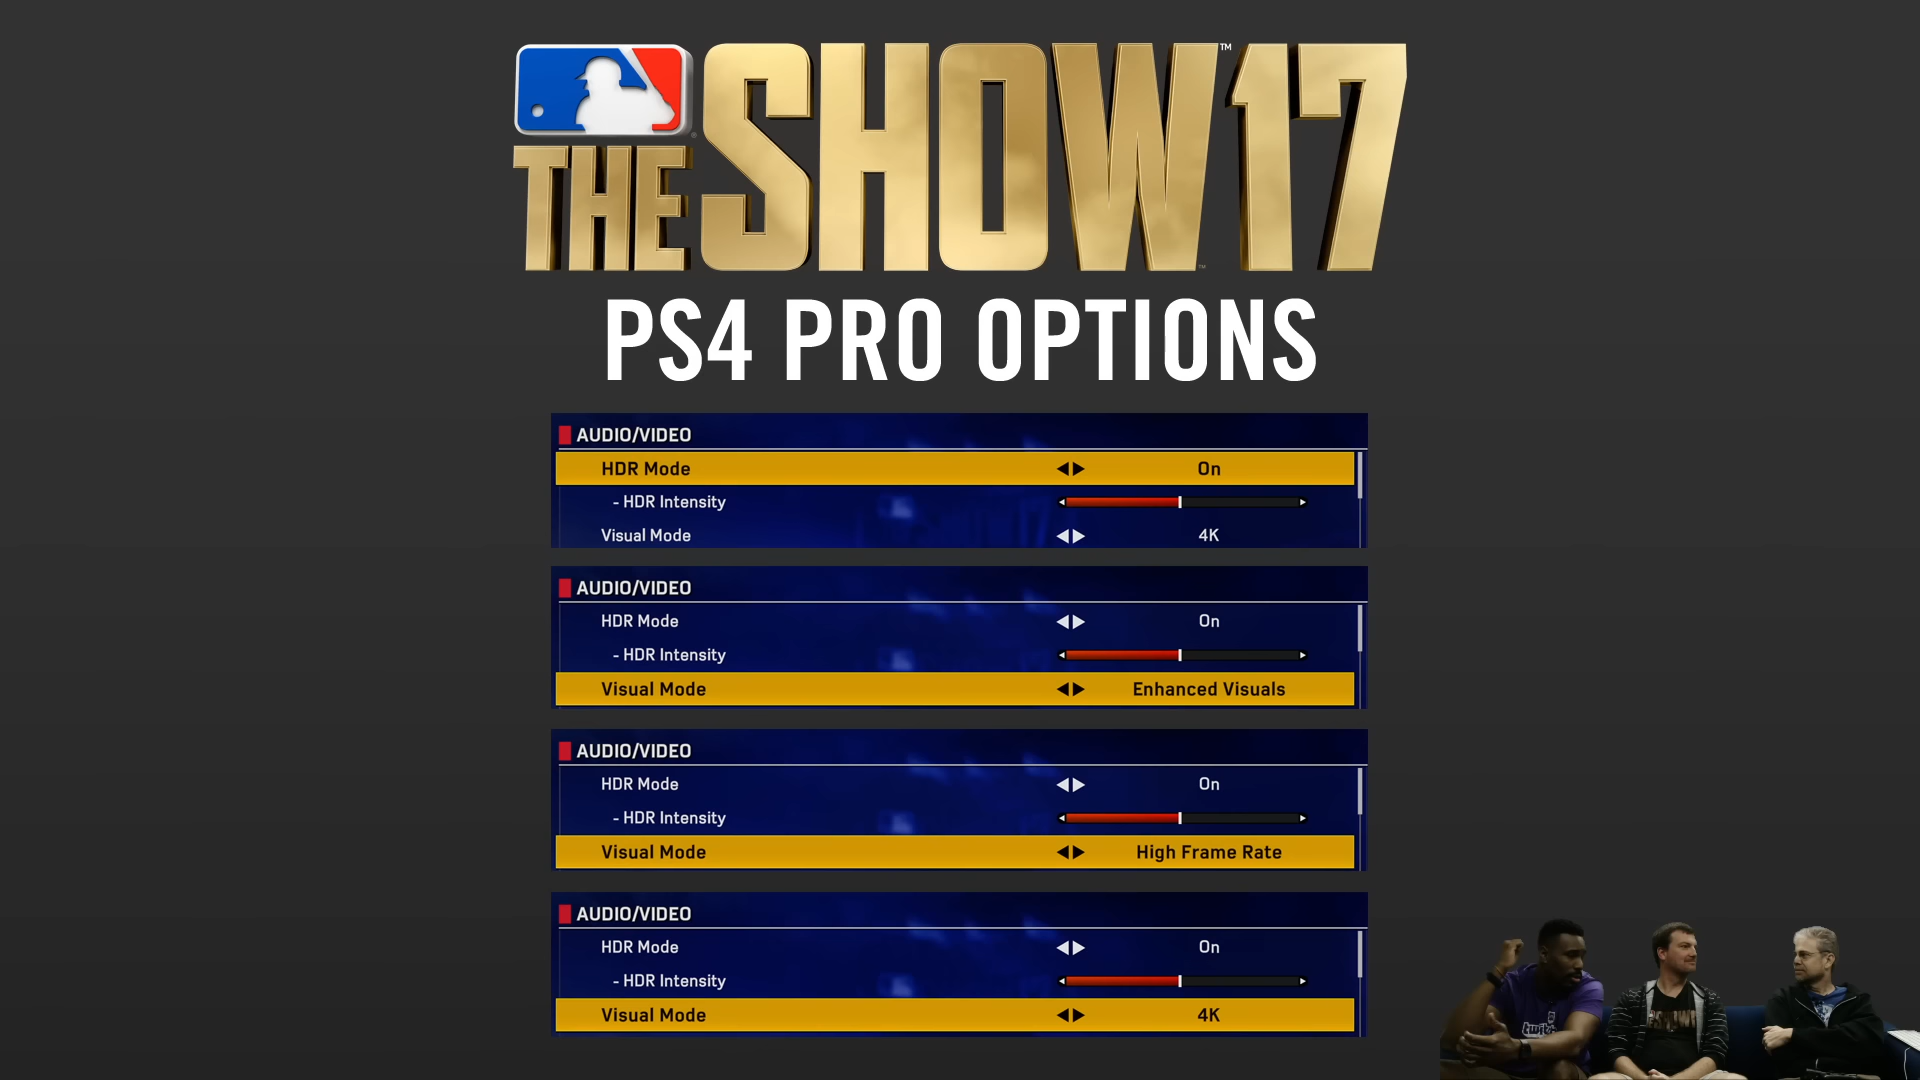 THE SHOW 17™
PS4 PRO OPTIONS
AUDIO/VIDEO
HDR Mode On
- HDR Intensity
Visual Mode 4K
AUDIO/VIDEO
HDR Mode On
- HDR Intensity
Visual Mode Enhanced Visuals
AUDIO/VIDEO
HDR Mode On
- HDR Intensity
Visual Mode High Frame Rate
AUDIO/VIDEO
HDR Mode On
- HDR Intensity
Visual Mode 4K